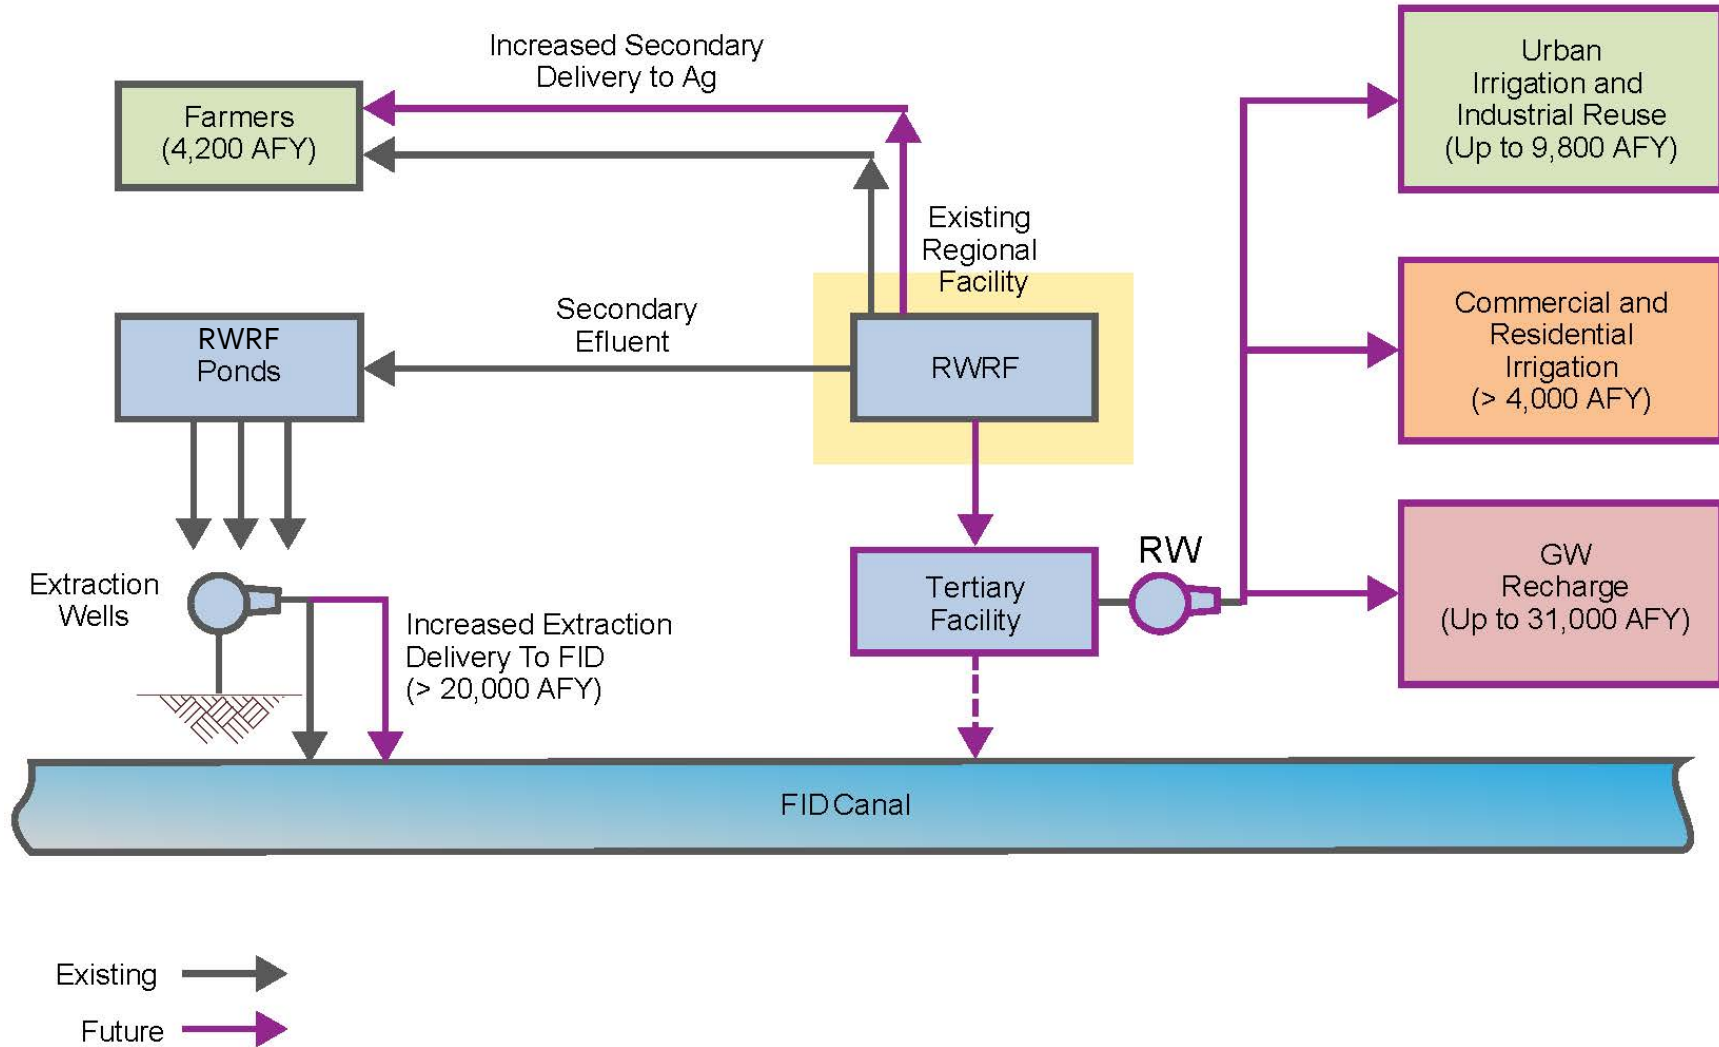 Increased Secondary
Delivery to Ag
Farmers
(4,200 AFY)
Urban
Irrigation and
Industrial Reuse
(Up to 9,800 AFY)
Existing
Regional
Facility
Secondary
Efluent
RWRF
Ponds
RWRF
Commercial and
Residential
Irrigation
(> 4,000 AFY)
Extraction
Wells
Increased Extraction
Delivery To FID
(> 20,000 AFY)
Tertiary
Facility
RW
GW
Recharge
(Up to 31,000 AFY)
FID Canal
Existing
Future